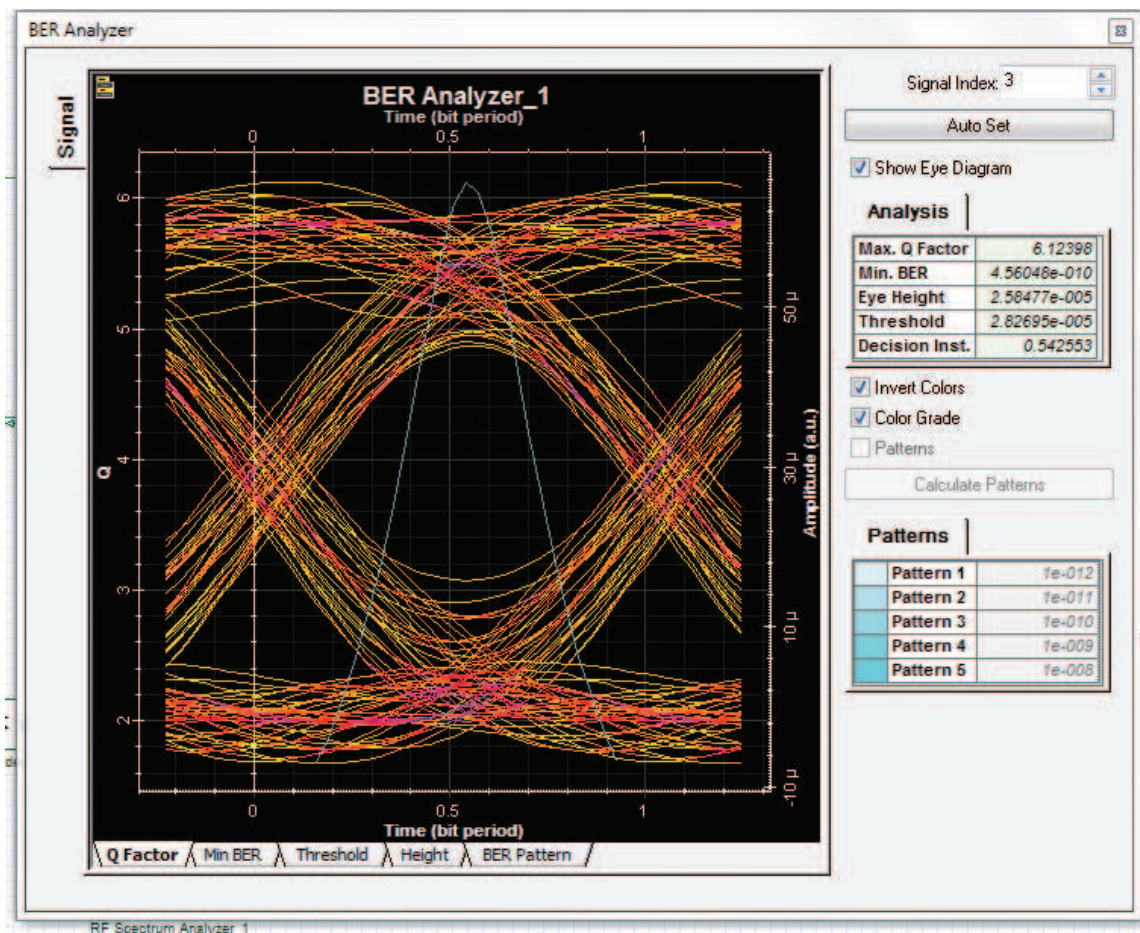 BER Analyzer
Signal
BER Analyzer_1
Time (bit period)
0 0.5 1
Q
6
5
4
3
2
50 µ
30 µ
10 µ
-10 µ
Amplitude (a.u.)
0 0.5 1
Time (bit period)
Q Factor Min BER Threshold Height BER Pattern
Signal Index: 3
Auto Set
Show Eye Diagram
Analysis
Max. Q Factor 6.12398
Min. BER 4.56048e-010
Eye Height 2.58477e-005
Threshold 2.82695e-005
Decision Inst. 0.542553
Invert Colors
Color Grade
Patterns
Calculate Patterns
Patterns
Pattern 1 1e-012
Pattern 2 1e-011
Pattern 3 1e-010
Pattern 4 1e-009
Pattern 5 1e-008
RF Spectrum Analyzer_1